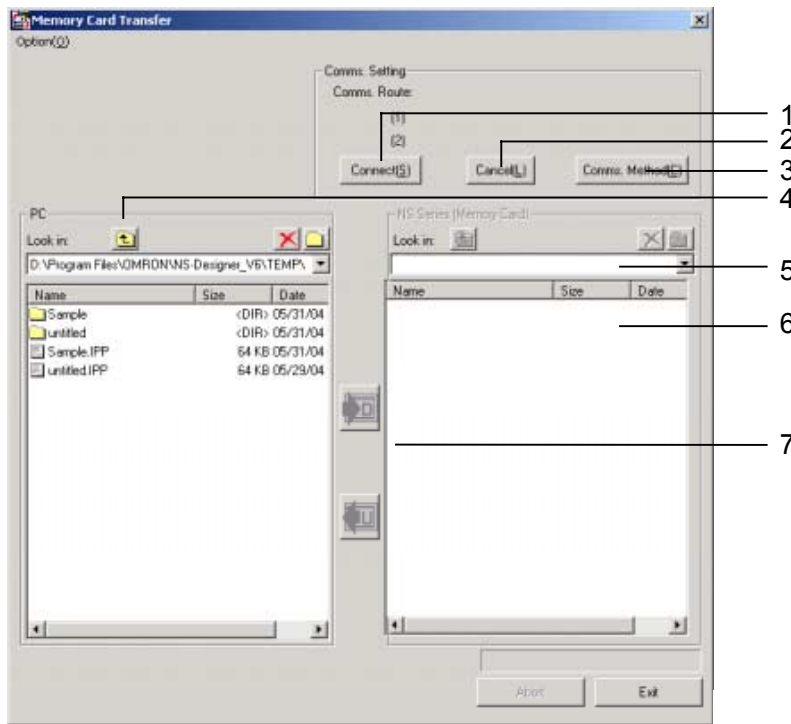 Memory Card Transfer
Option(O)
Comms. Setting
Comms. Route:
(1)
(2)
Connect(S) Cancel(L) Comms. Method(E)
1
2
3
4
5
6
7
PC
Look in:
D:\Program Files\OMRON\NS-Designer_V6\TEMP\
Name Size Date
Sample <DIR> 05/31/04
untitled <DIR> 05/31/04
Sample.IPP 64 KB 05/31/04
untitled.IPP 64 KB 05/29/04
D
U
NS Series (Memory Card)
Look in:
Name Size Date
Abort Exit